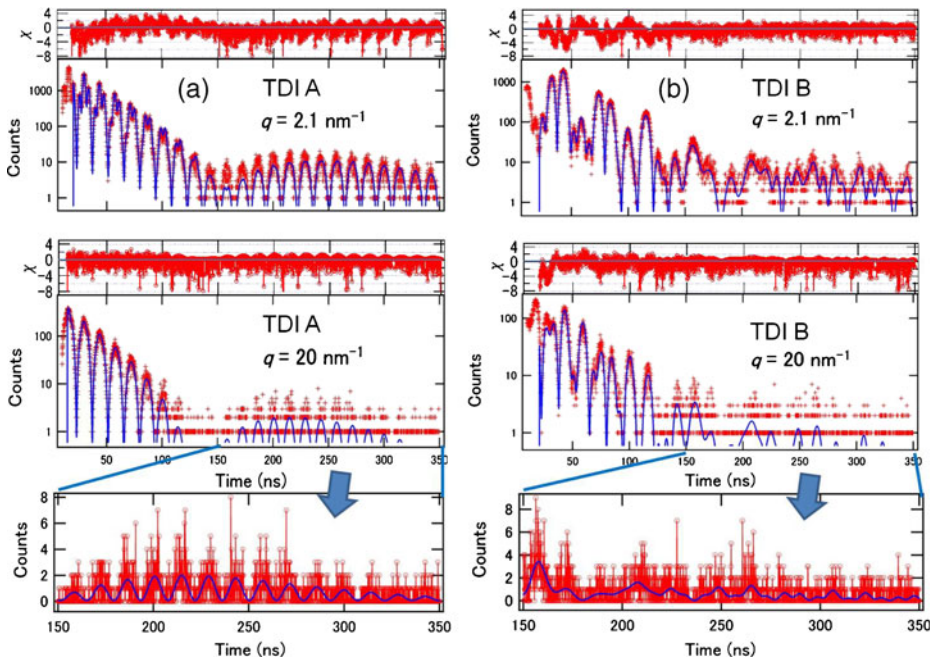 4
0
-4
-8
χ
1000
100
10
1
Counts
(a)
TDI A
q = 2.1 nm⁻¹
4
0
-4
-8
χ
100
10
1
Counts
TDI A
q = 20 nm⁻¹
50 100 150 200 250 300 350
Time (ns)
8
6
4
2
0
Counts
150 200 250 300 350
Time (ns)
4
0
-4
-8
χ
1000
100
10
1
Counts
(b)
TDI B
q = 2.1 nm⁻¹
4
0
-4
-8
χ
100
10
1
Counts
TDI B
q = 20 nm⁻¹
50 100 150 200 250 300 350
Time (ns)
8
6
4
2
0
Counts
150 200 250 300 350
Time (ns)